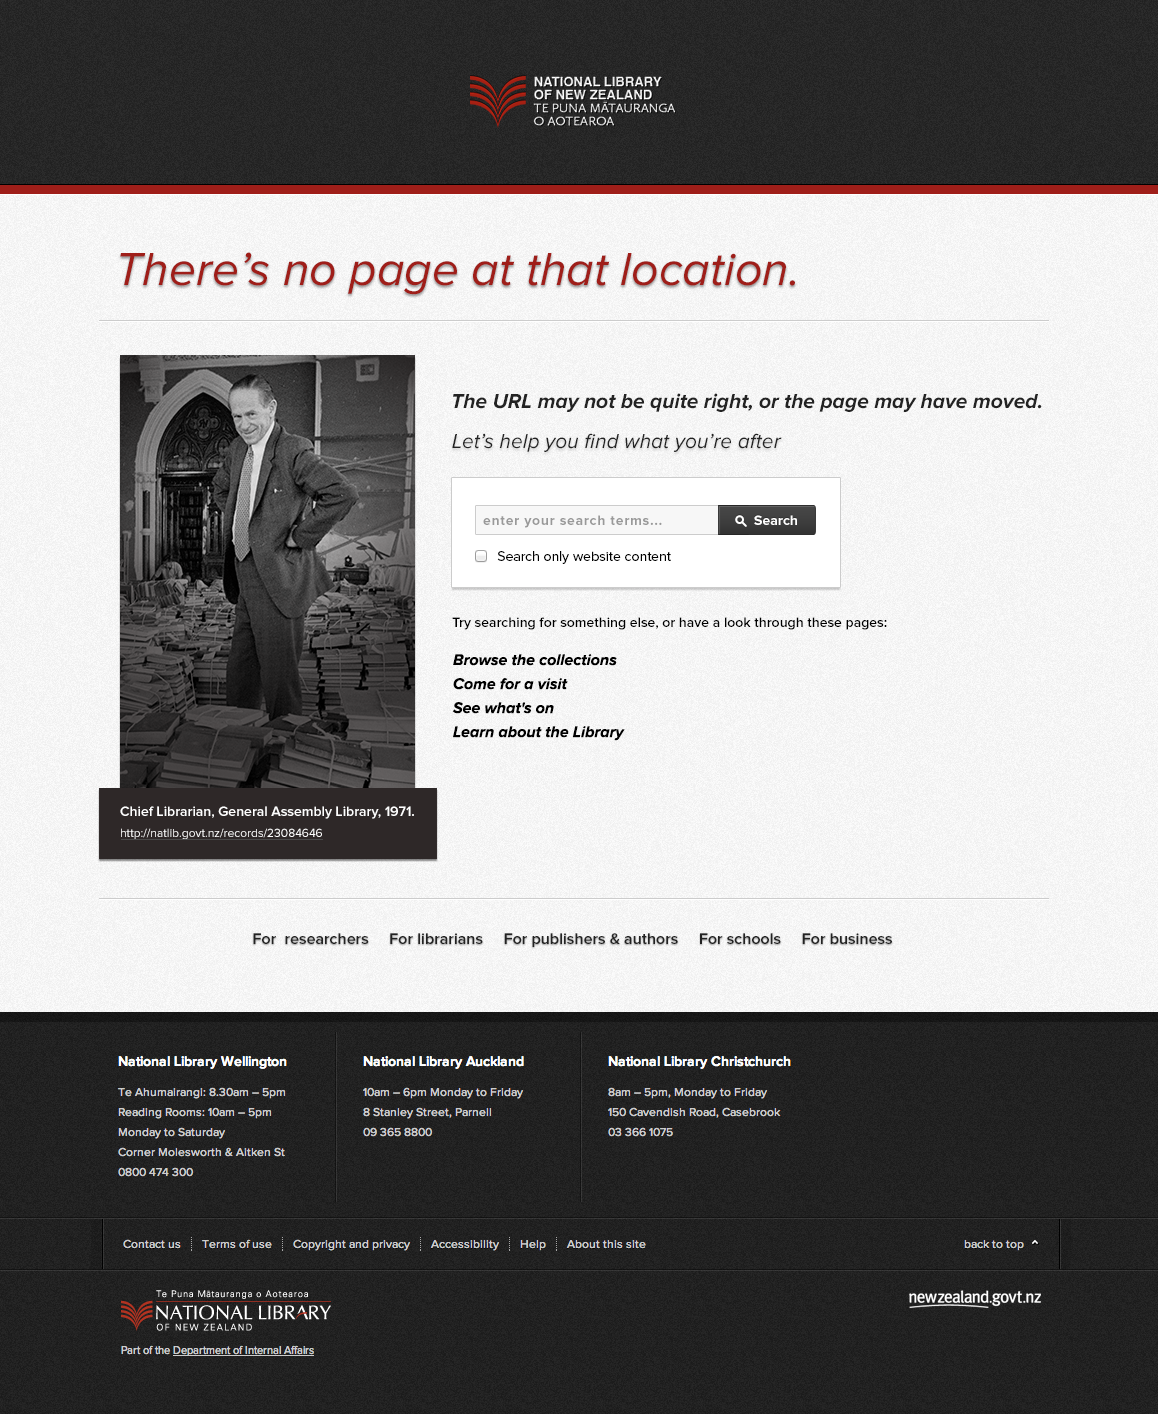 NATIONAL LIBRARY
OF NEW ZEALAND
TE PUNA MĀTAURANGA
O AOTEAROA
There's no page at that location.
The URL may not be quite right, or the page may have moved.
Let's help you find what you're after
enter your search terms...
Search
Search only website content
Try searching for something else, or have a look through these pages:
Browse the collections
Come for a visit
See what's on
Learn about the Library
Chief Librarian, General Assembly Library, 1971.
http://natlib.govt.nz/records/23084646
For researchers For librarians For publishers & authors For schools For business
National Library Wellington
Te Ahumairangi: 8.30am – 5pm
Reading Rooms: 10am – 5pm
Monday to Saturday
Corner Molesworth & Aitken St
0800 474 300
National Library Auckland
10am – 6pm Monday to Friday
8 Stanley Street, Parnell
09 365 8800
National Library Christchurch
8am – 5pm, Monday to Friday
150 Cavendish Road, Casebrook
03 366 1075
Contact us Terms of use Copyright and privacy Accessibility Help About this site back to top
Te Puna Mātauranga o Aotearoa
NATIONAL LIBRARY
OF NEW ZEALAND
newzealand.govt.nz
Part of the Department of Internal Affairs